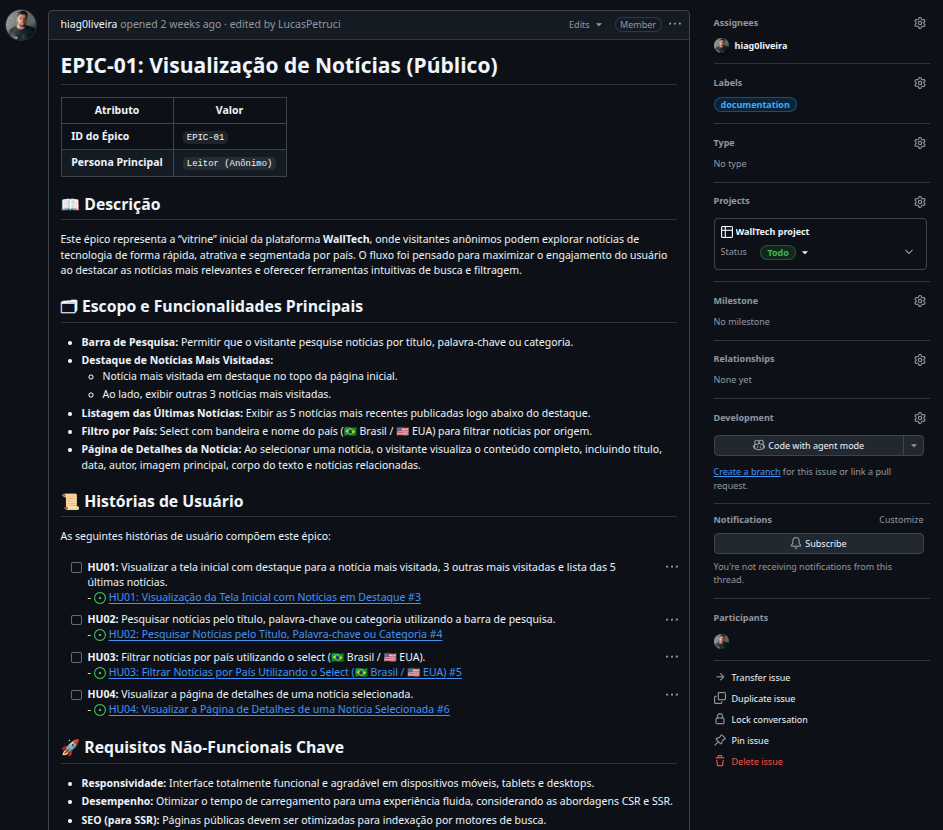 hiag0liveira opened 2 weeks ago · edited by LucasPetruci
Edits
Member
EPIC-01: Visualização de Notícias (Público)
Atributo Valor
ID do Épico EPIC-01
Persona Principal Leitor (Anônimo)
📖 Descrição
Este épico representa a “vitrine” inicial da plataforma WallTech, onde visitantes anônimos podem explorar notícias de
tecnologia de forma rápida, atrativa e segmentada por país. O fluxo foi pensado para maximizar o engajamento do usuário
ao destacar as notícias mais relevantes e oferecer ferramentas intuitivas de busca e filtragem.
🗂️ Escopo e Funcionalidades Principais
• Barra de Pesquisa: Permitir que o visitante pesquise notícias por título, palavra-chave ou categoria.
• Destaque de Notícias Mais Visitadas:
◦ Notícia mais visitada em destaque no topo da página inicial.
◦ Ao lado, exibir outras 3 notícias mais visitadas.
• Listagem das Últimas Notícias: Exibir as 5 notícias mais recentes publicadas logo abaixo do destaque.
• Filtro por País: Select com bandeira e nome do país (🇧🇷 Brasil / 🇺🇸 EUA) para filtrar notícias por origem.
• Página de Detalhes da Notícia: Ao selecionar uma notícia, o visitante visualiza o conteúdo completo, incluindo título,
data, autor, imagem principal, corpo do texto e notícias relacionadas.
📜 Histórias de Usuário
As seguintes histórias de usuário compõem este épico:
HU01: Visualizar a tela inicial com destaque para a notícia mais visitada, 3 outras mais visitadas e lista das 5
últimas notícias.
- HU01: Visualização da Tela Inicial com Notícias em Destaque #3
HU02: Pesquisar notícias pelo título, palavra-chave ou categoria utilizando a barra de pesquisa.
- HU02: Pesquisar Notícias pelo Título, Palavra-chave ou Categoria #4
HU03: Filtrar notícias por país utilizando o select (🇧🇷 Brasil / 🇺🇸 EUA).
- HU03: Filtrar Notícias por País Utilizando o Select (🇧🇷 Brasil / 🇺🇸 EUA) #5
HU04: Visualizar a página de detalhes de uma notícia selecionada.
- HU04: Visualizar a Página de Detalhes de uma Notícia Selecionada #6
🚀 Requisitos Não-Funcionais Chave
• Responsividade: Interface totalmente funcional e agradável em dispositivos móveis, tablets e desktops.
• Desempenho: Otimizar o tempo de carregamento para uma experiência fluida, considerando as abordagens CSR e SSR.
• SEO (para SSR): Páginas públicas devem ser otimizadas para indexação por motores de busca.
Assignees
hiag0liveira
Labels
documentation
Type
No type
Projects
WallTech project
Status Todo
Milestone
No milestone
Relationships
None yet
Development
Code with agent mode
Create a branch for this issue or link a pull
request.
Notifications Customize
Subscribe
You're not receiving notifications from this
thread.
Participants
Transfer issue
Duplicate issue
Lock conversation
Pin issue
Delete issue